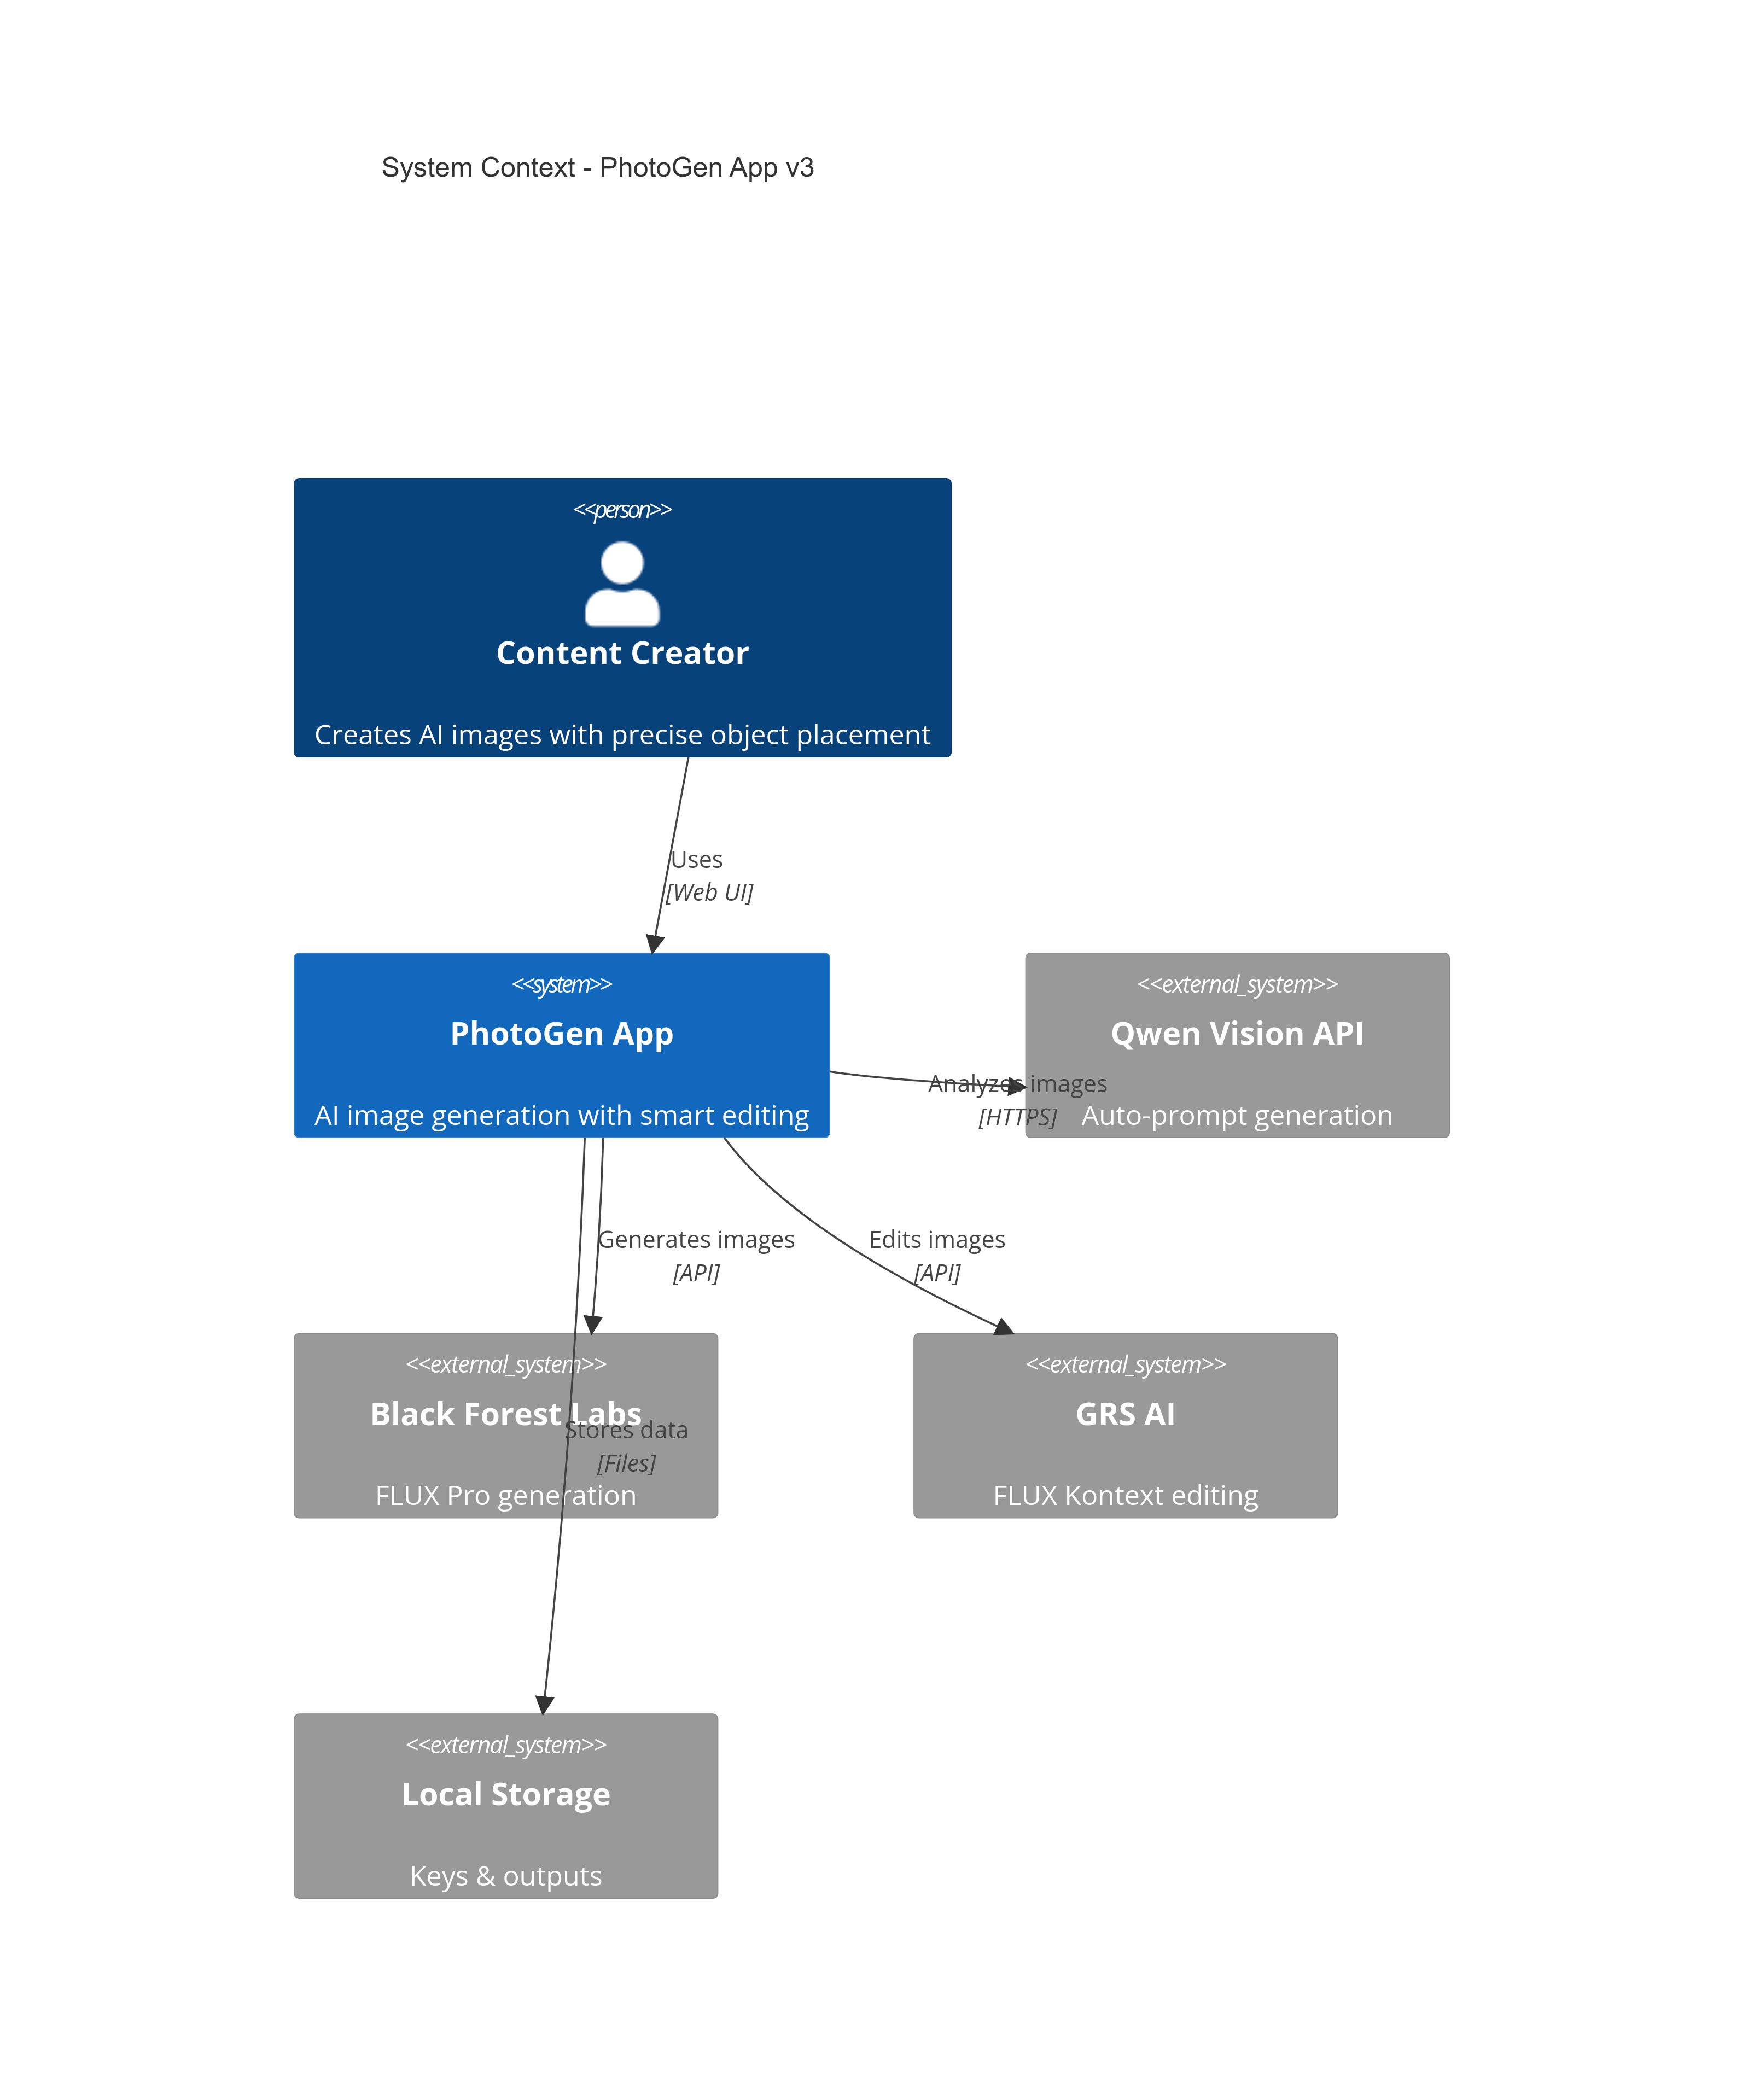 System Context - PhotoGen App v3
<<person>>
Content Creator
Creates AI images with precise object placement
Uses
[Web UI]
<<system>>
PhotoGen App
AI image generation with smart editing
<<external_system>>
Qwen Vision API
Auto-prompt generation
Analyzes images
[HTTPS]
Generates images
[API]
Edits images
[API]
<<external_system>>
Black Forest Labs
FLUX Pro generation
Stores data
[Files]
<<external_system>>
GRS AI
FLUX Kontext editing
<<external_system>>
Local Storage
Keys & outputs